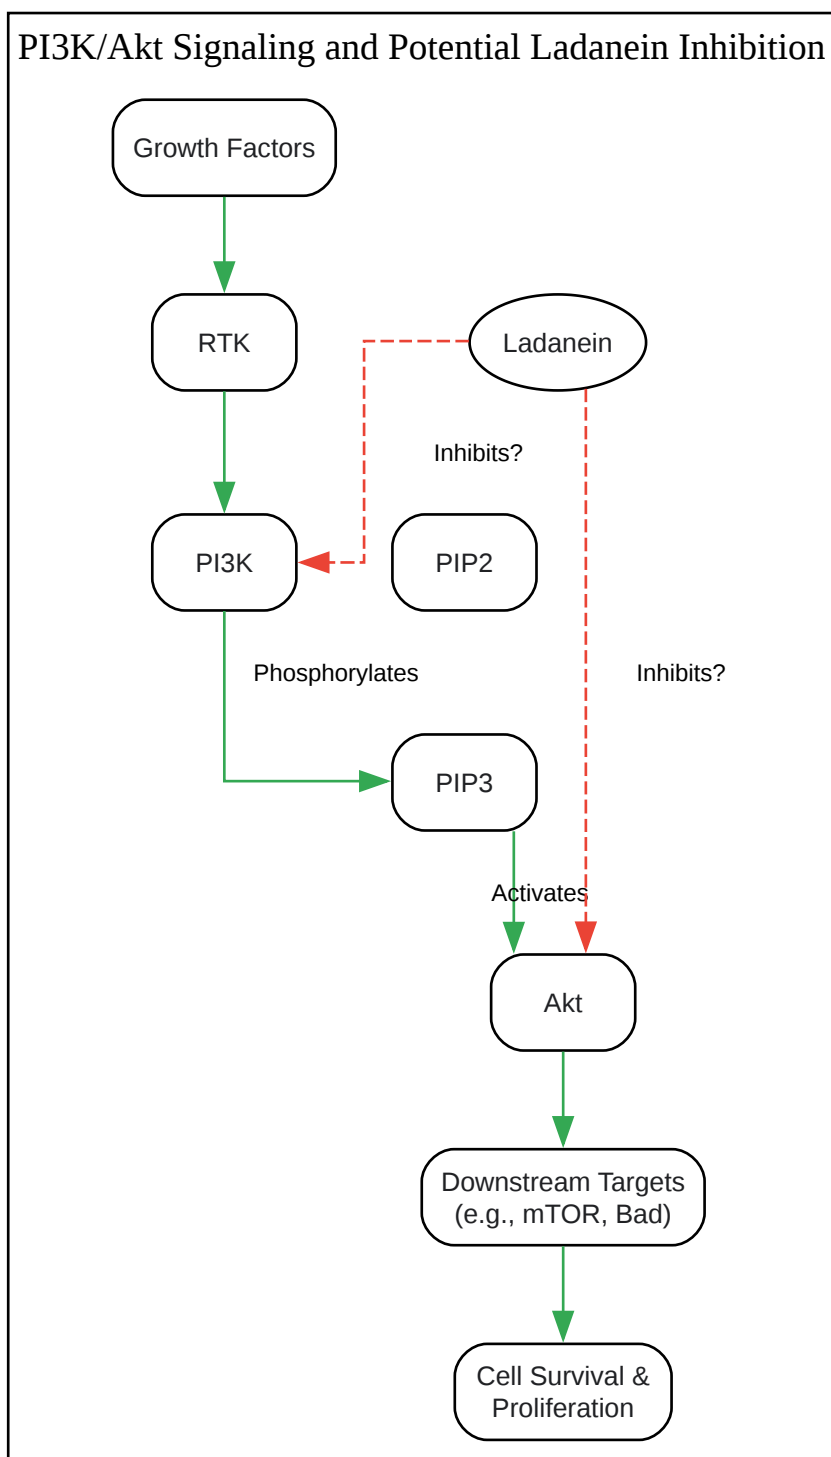 PI3K/Akt Signaling and Potential Ladanein Inhibition
Growth Factors
RTK
Ladanein
Inhibits?
PI3K
PIP2
Phosphorylates
Inhibits?
PIP3
Activates
Akt
Downstream Targets
(e.g., mTOR, Bad)
Cell Survival &
Proliferation